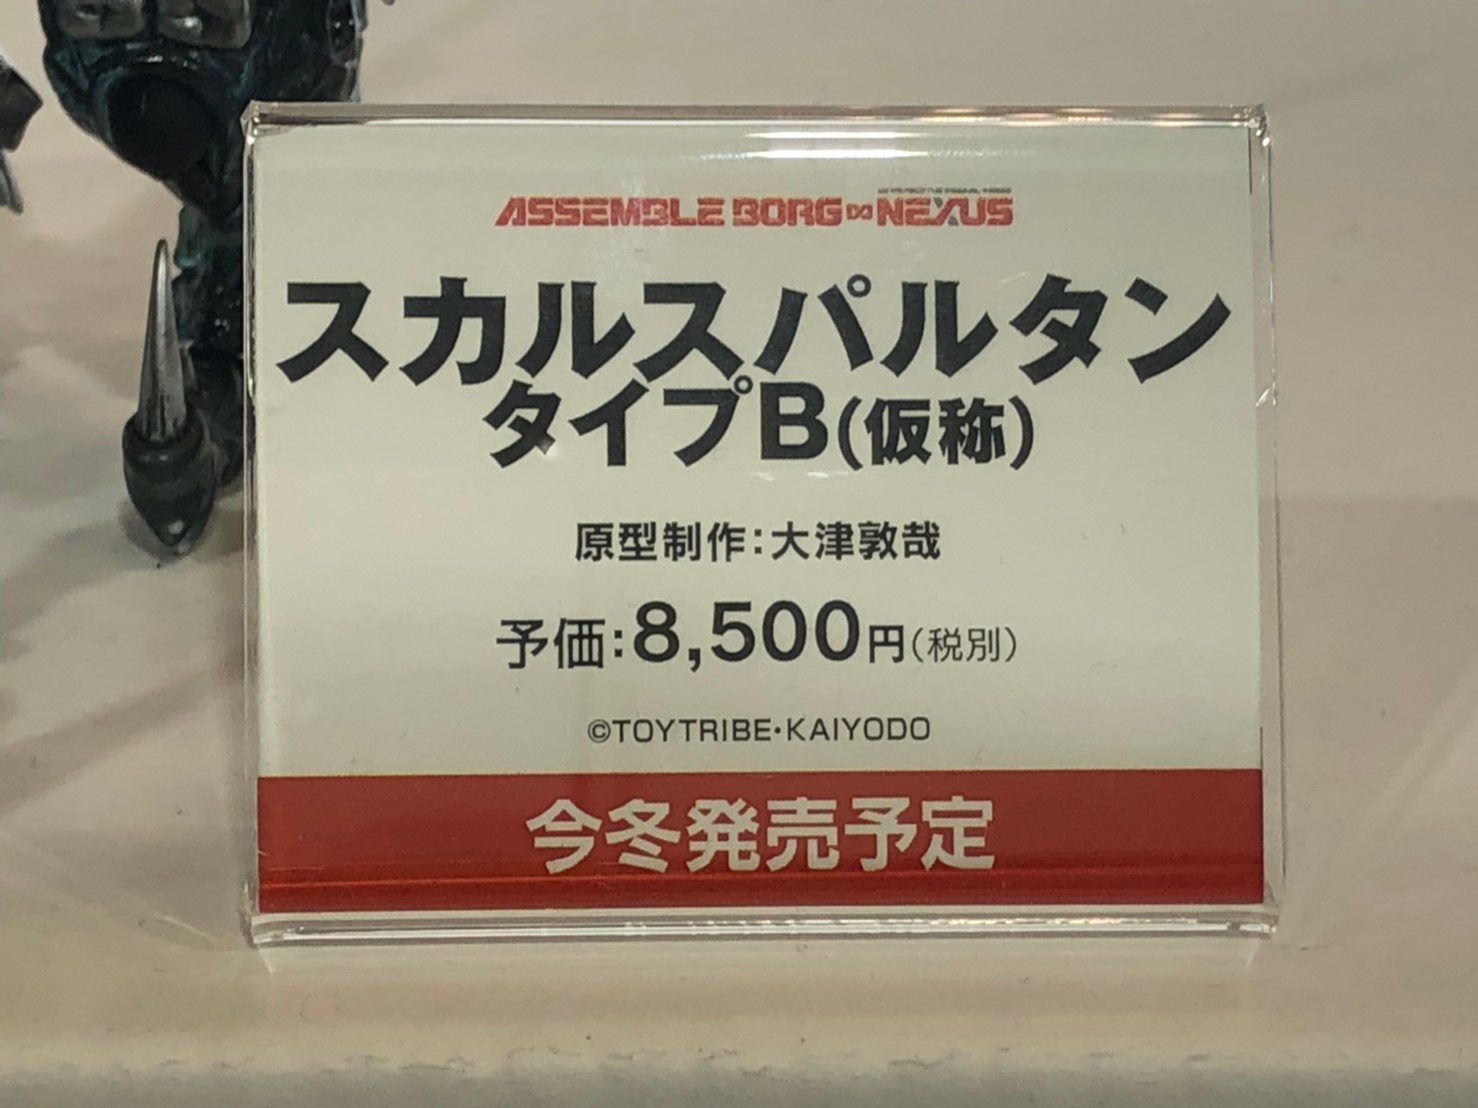 ASSEMBLE BORG∞NEXUS
スカルスパルタン
タイプB(仮称)
原型制作:大津敦哉
予価:8,500円(税別)
©TOYTRIBE・KAIYODO
今冬発売予定